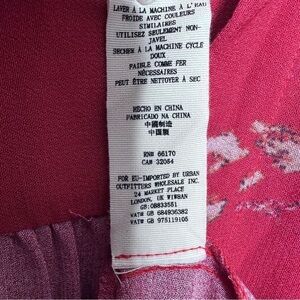 LAVER À LA MACHINE À L'EAU
FROIDE AVEC COULEURS
SIMILAIRES
UTILISEZ SEULEMENT NON-
JAVEL
SECHER A LA MACHINE CYCLE
DOUX
FAIBLE COMME FER
NÉCESSAIRES
PEUT ÊTRE NETTOYER À SEC
HECHO EN CHINA
FABRICADO NA CHINA
中國制造
中国製
RN# 66170
CA# 32054
FOR EU-IMPORTED BY URBAN
OUTFITTERS WHOLESALE INC.
24 MARKET PLACE
LONDON, UK W1W8AN
GB:OB833551
VAT# GB 684936382
VAT# GB 975119105